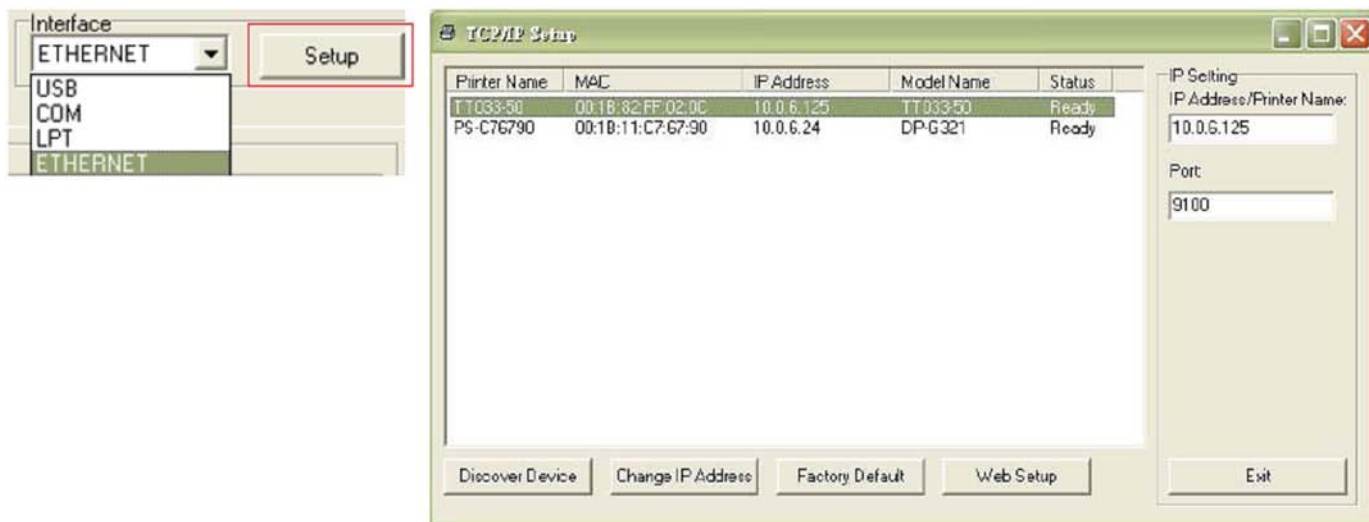 Interface
ETHERNET
Setup
USB
COM
LPT
ETHERNET
TCP/IP Setup
Printer Name MAC IP Address Model Name Status
TT033-50 00:1B:82:FF:02:0C 10.0.6.125 TT033-50 Ready
PS-C76790 00:1B:11:C7:67:90 10.0.6.24 DP-G321 Ready
IP Setting
IP Address/Printer Name:
10.0.6.125
Port
9100
Discover Device Change IP Address Factory Default Web Setup Exit